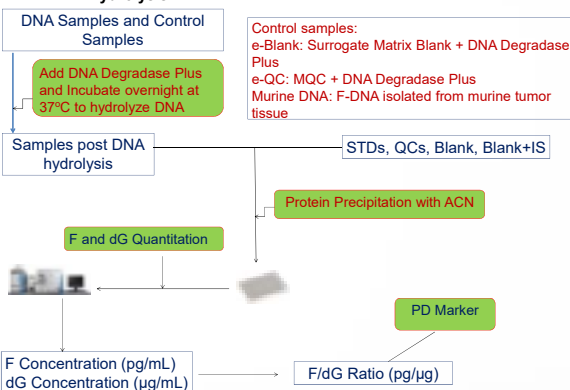 DNA Samples and Control
Samples
Control samples:
e-Blank: Surrogate Matrix Blank + DNA Degradase
Plus
e-QC: MQC + DNA Degradase Plus
Murine DNA: F-DNA isolated from murine tumor
tissue
Add DNA Degradase Plus
and Incubate overnight at
37ºC to hydrolyze DNA
Samples post DNA
hydrolysis
STDs, QCs, Blank, Blank+IS
Protein Precipitation with ACN
F and dG Quantitation
PD Marker
F Concentration (pg/mL)
dG Concentration (µg/mL)
F/dG Ratio (pg/µg)